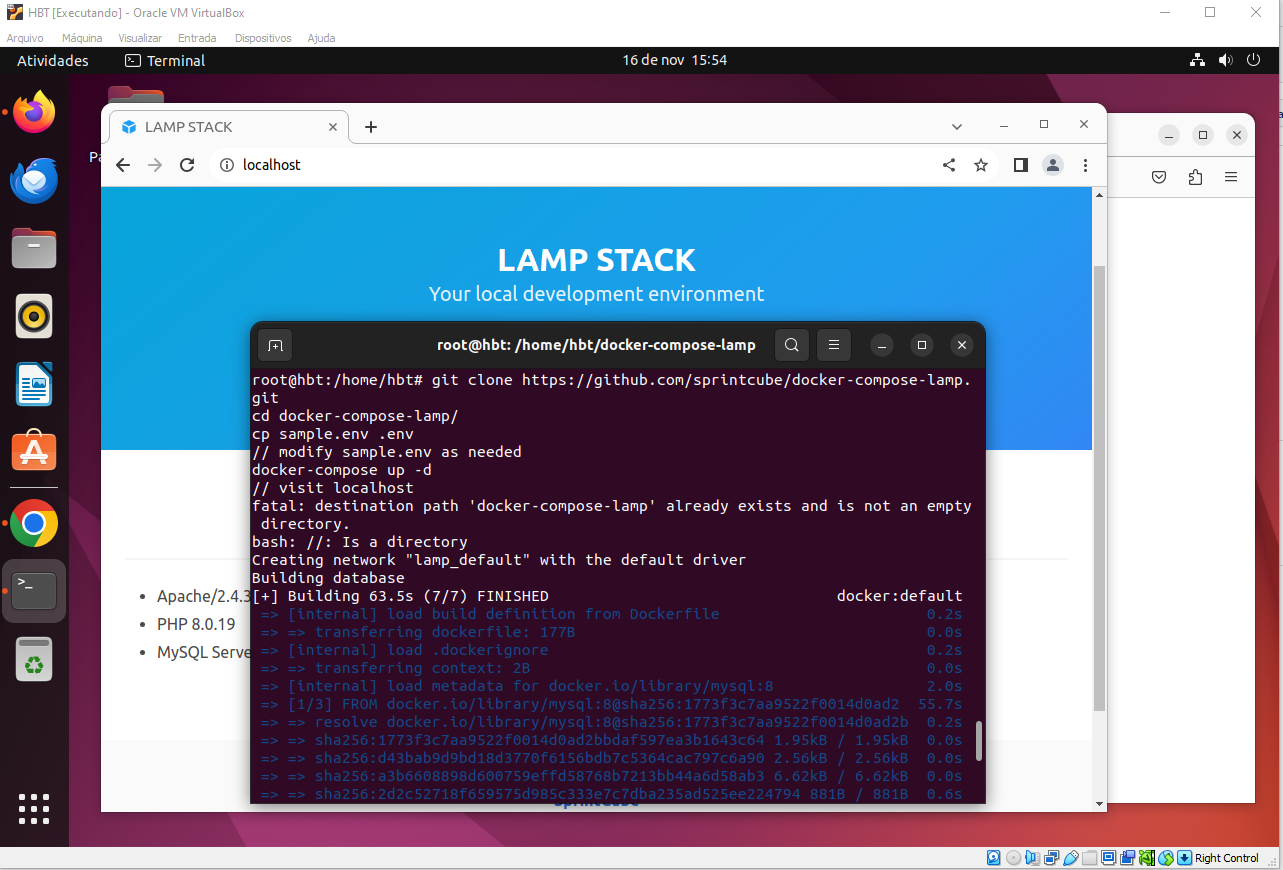 HBT [Executando] - Oracle VM VirtualBox
Arquivo Máquina Visualizar Entrada Dispositivos Ajuda
Atividades Terminal 16 de nov 15:54
LAMP STACK
localhost
LAMP STACK
Your local development environment
root@hbt: /home/hbt/docker-compose-lamp
root@hbt:/home/hbt# git clone https://github.com/sprintcube/docker-compose-lamp.
git
cd docker-compose-lamp/
cp sample.env .env
// modify sample.env as needed
docker-compose up -d
// visit localhost
fatal: destination path 'docker-compose-lamp' already exists and is not an empty
directory.
bash: //: Is a directory
Creating network "lamp_default" with the default driver
Building database
[+] Building 63.5s (7/7) FINISHED docker:default
=> [internal] load build definition from Dockerfile 0.2s
=> => transferring dockerfile: 177B 0.0s
=> [internal] load .dockerignore 0.2s
=> => transferring context: 2B 0.0s
=> [internal] load metadata for docker.io/library/mysql:8 2.0s
=> [1/3] FROM docker.io/library/mysql:8@sha256:1773f3c7aa9522f0014d0ad2 55.7s
=> => resolve docker.io/library/mysql:8@sha256:1773f3c7aa9522f0014d0ad2b 0.2s
=> => sha256:1773f3c7aa9522f0014d0ad2bbdaf597ea3b1643c64 1.95kB / 1.95kB 0.0s
=> => sha256:d43bab9d9bd18d3770f6156bdb7c5364cac797c6a90 2.56kB / 2.56kB 0.0s
=> => sha256:a3b6608898d600759effd58768b7213bb44a6d58ab3 6.62kB / 6.62kB 0.0s
=> => sha256:2d2c52718f659575d985c333e7c7dba235ad525ee224794 881B / 881B 0.6s
Apache/2.4.3
PHP 8.0.19
MySQL Serve
Right Control